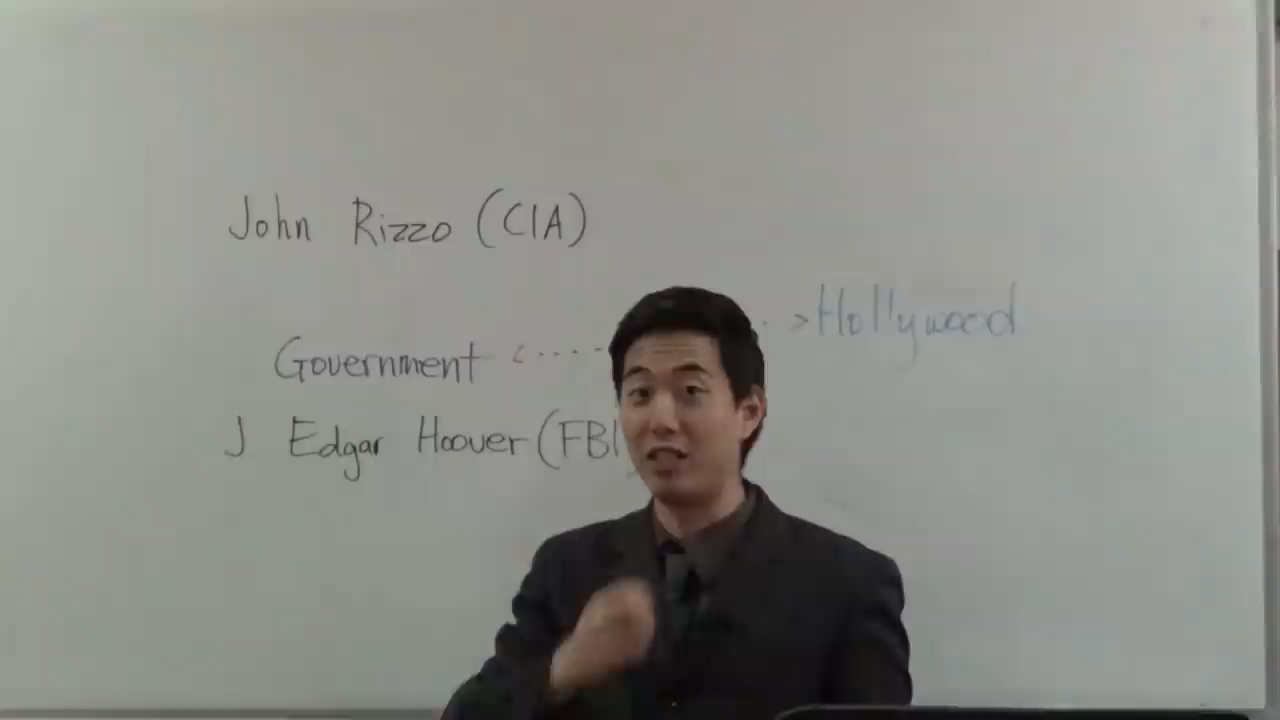 John Rizzo (CIA)
Government <..... > Hollywood
J Edgar Hoover (FBI